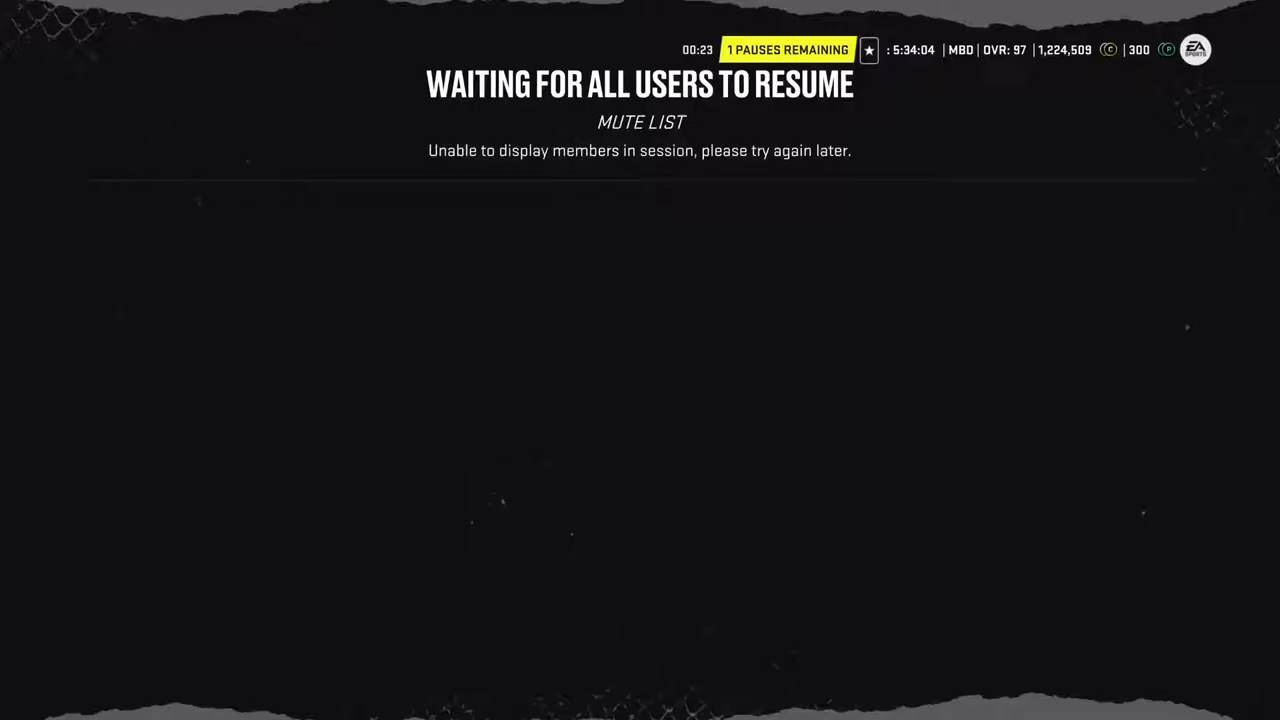 00:23 1 PAUSES REMAINING : 5:34:04 | MBD | OVR: 97 | 1,224,509 C | 300 P EA SPORTS
WAITING FOR ALL USERS TO RESUME
MUTE LIST
Unable to display members in session, please try again later.